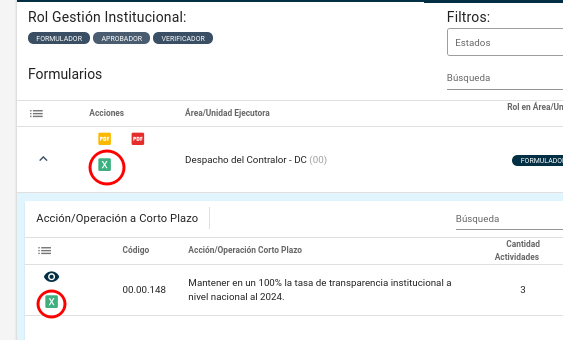 Rol Gestión Institucional:
Filtros:
FORMULADOR APROBADOR VERIFICADOR
Estados
Formularios
Búsqueda
Acciones Área/Unidad Ejecutora Rol en Área/Un
PDF PDF
X
Despacho del Contralor - DC (00) FORMULADOR
Acción/Operación a Corto Plazo Búsqueda
Código Acción/Operación Corto Plazo Cantidad Actividades
X
00.00.148 Mantener en un 100% la tasa de transparencia institucional a
nivel nacional al 2024.
3